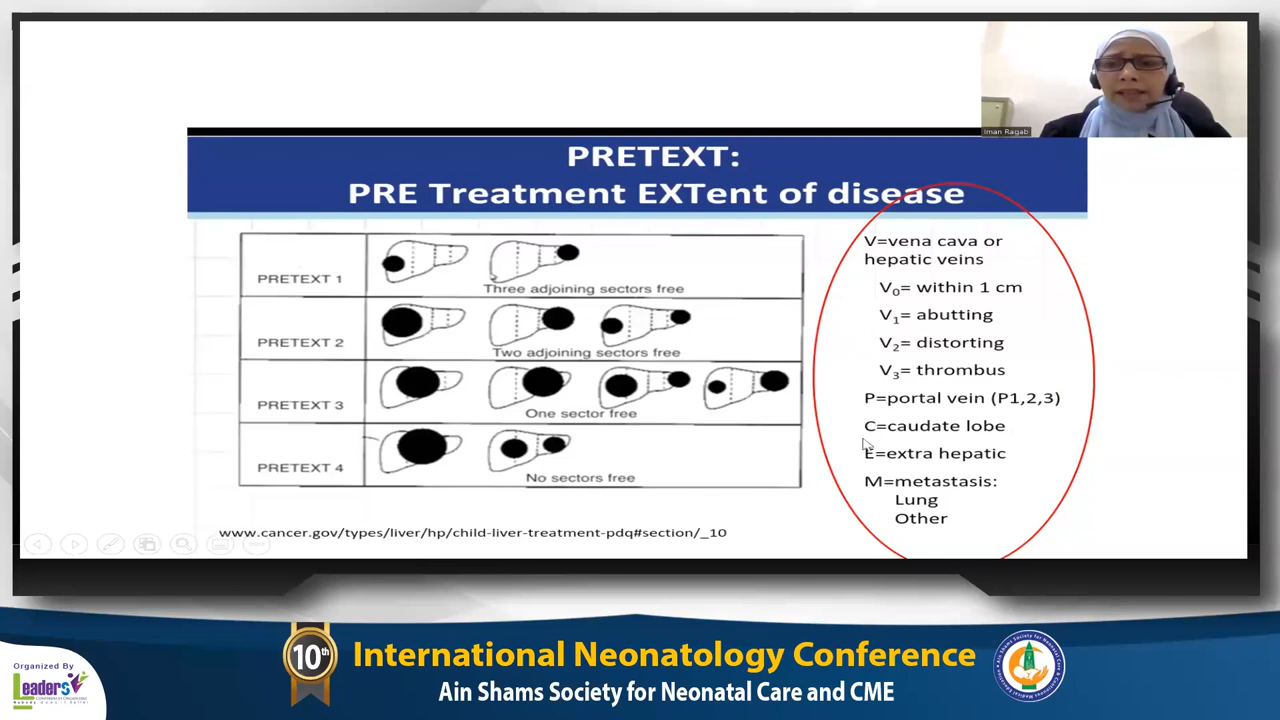 Iman Ragab
PRETEXT:
PRE Treatment EXTent of disease
PRETEXT 1
Three adjoining sectors free
PRETEXT 2
Two adjoining sectors free
PRETEXT 3
One sector free
PRETEXT 4
No sectors free
www.cancer.gov/types/liver/hp/child-liver-treatment-pdq#section/_10
V=vena cava or
hepatic veins
V0= within 1 cm
V1= abutting
V2= distorting
V3= thrombus
P=portal vein (P1,2,3)
C=caudate lobe
E=extra hepatic
M=metastasis:
Lung
Other
Organized By
Leaders
10th
International Neonatology Conference
Ain Shams Society for Neonatal Care and CME